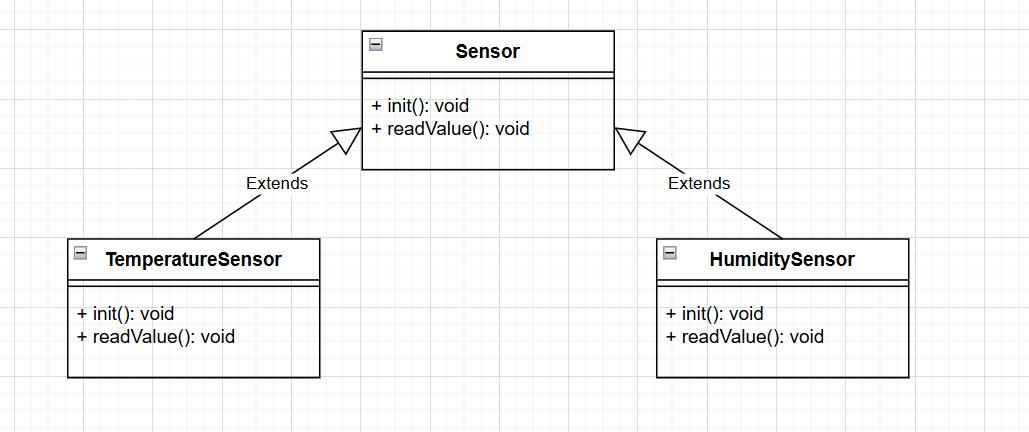 Sensor
+ init(): void
+ readValue(): void
Extends
Extends
TemperatureSensor
+ init(): void
+ readValue(): void
HumiditySensor
+ init(): void
+ readValue(): void